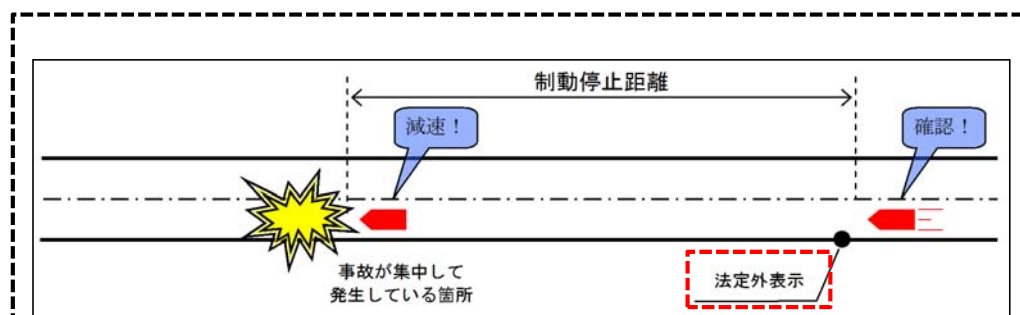 制動停止距離
減速！
確認！
事故が集中して
発生している箇所
法定外表示